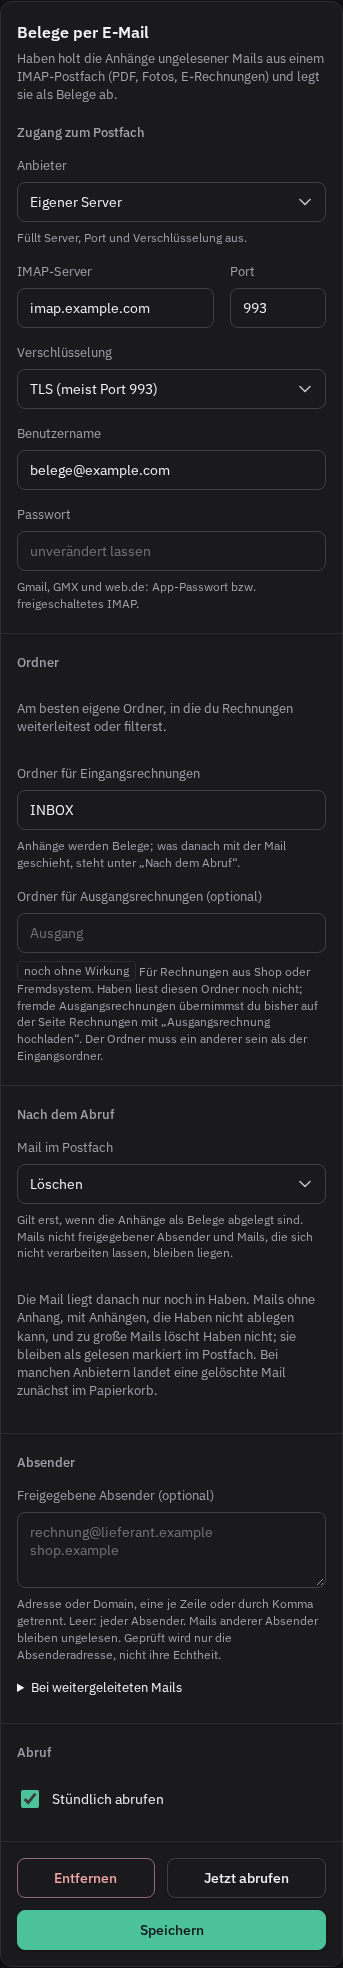 Belege per E-Mail
Haben holt die Anhänge ungelesener Mails aus einem
IMAP-Postfach (PDF, Fotos, E-Rechnungen) und legt
sie als Belege ab.
Zugang zum Postfach
Anbieter
Eigener Server
Füllt Server, Port und Verschlüsselung aus.
IMAP-Server
Port
imap.example.com
993
Verschlüsselung
TLS (meist Port 993)
Benutzername
belege@example.com
Passwort
unverändert lassen
Gmail, GMX und web.de: App-Passwort bzw.
freigeschaltetes IMAP.
Ordner
Am besten eigene Ordner, in die du Rechnungen
weiterleitest oder filterst.
Ordner für Eingangsrechnungen
INBOX
Anhänge werden Belege; was danach mit der Mail
geschieht, steht unter „Nach dem Abruf“.
Ordner für Ausgangsrechnungen (optional)
Ausgang
noch ohne Wirkung Für Rechnungen aus Shop oder
Fremdsystem. Haben liest diesen Ordner noch nicht;
fremde Ausgangsrechnungen übernimmst du bisher auf
der Seite Rechnungen mit „Ausgangsrechnung
hochladen“. Der Ordner muss ein anderer sein als der
Eingangsordner.
Nach dem Abruf
Mail im Postfach
Löschen
Gilt erst, wenn die Anhänge als Belege abgelegt sind.
Mails nicht freigegebener Absender und Mails, die sich
nicht verarbeiten lassen, bleiben liegen.
Die Mail liegt danach nur noch in Haben. Mails ohne
Anhang, mit Anhängen, die Haben nicht ablegen
kann, und zu große Mails löscht Haben nicht; sie
bleiben als gelesen markiert im Postfach. Bei
manchen Anbietern landet eine gelöschte Mail
zunächst im Papierkorb.
Absender
Freigegebene Absender (optional)
rechnung@lieferant.example
shop.example
Adresse oder Domain, eine je Zeile oder durch Komma
getrennt. Leer: jeder Absender. Mails anderer Absender
bleiben ungelesen. Geprüft wird nur die
Absenderadresse, nicht ihre Echtheit.
Bei weitergeleiteten Mails
Abruf
Stündlich abrufen
Entfernen
Jetzt abrufen
Speichern